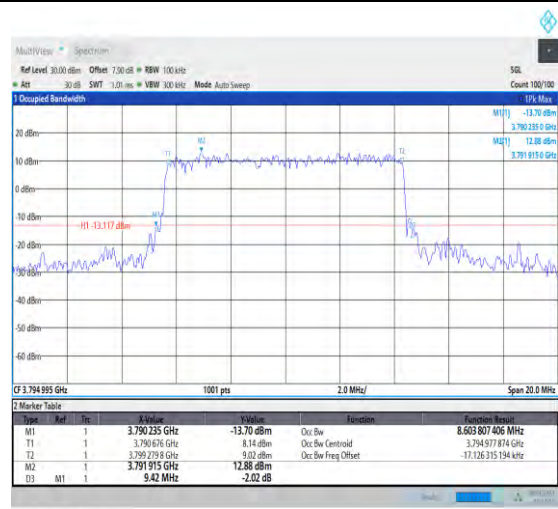 MultiView Spectrum
Ref Level 30.00 dBm Offset 7.90 dB RBW 100 kHz SGL
Att 30 dB SWT 1.01 ms VBW 300 kHz Mode Auto Sweep Count 100/100
1 Occupied Bandwidth 1Pk Max
M1[1] -13.70 dBm
3.790 235 0 GHz
M2[1] 12.88 dBm
3.791 915 0 GHz
20 dBm
M2
T1 T2
10 dBm
0 dBm
-10 dBm
M1
H1 -13.117 dBm
-20 dBm
-30 dBm
-40 dBm
-60 dBm
CF 3.794 995 GHz 1001 pts 2.0 MHz/ Span 20.0 MHz
2 Marker Table
Type Ref Trc X-Value Y-Value Function Function Result
M1 1 3.790 235 GHz -13.70 dBm Occ Bw 8.603 807 406 MHz
T1 1 3.790 676 GHz 8.14 dBm Occ Bw Centroid 3.794 977 874 GHz
T2 1 3.799 279 8 GHz 9.02 dBm Occ Bw Freq Offset -17.126 315 194 kHz
M2 1 3.791 915 GHz 12.88 dBm
D3 M1 1 9.42 MHz -2.02 dB